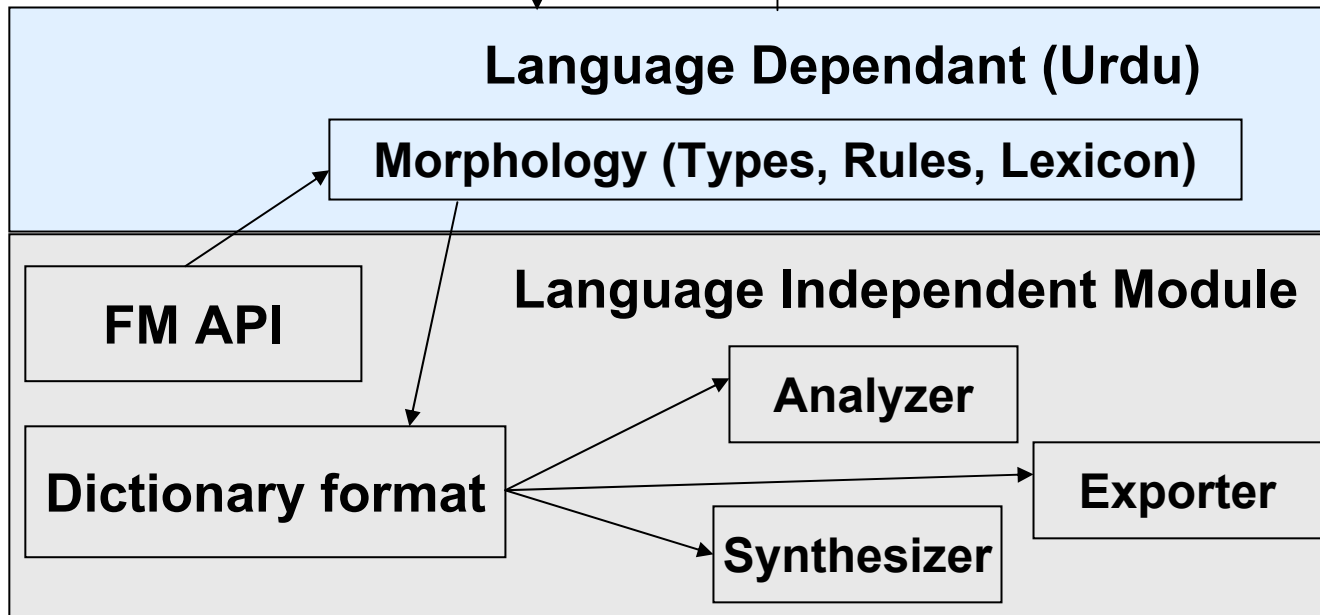 Language Dependant (Urdu)
Morphology (Types, Rules, Lexicon)
Language Independent Module
FM API
Analyzer
Dictionary format
Exporter
Synthesizer